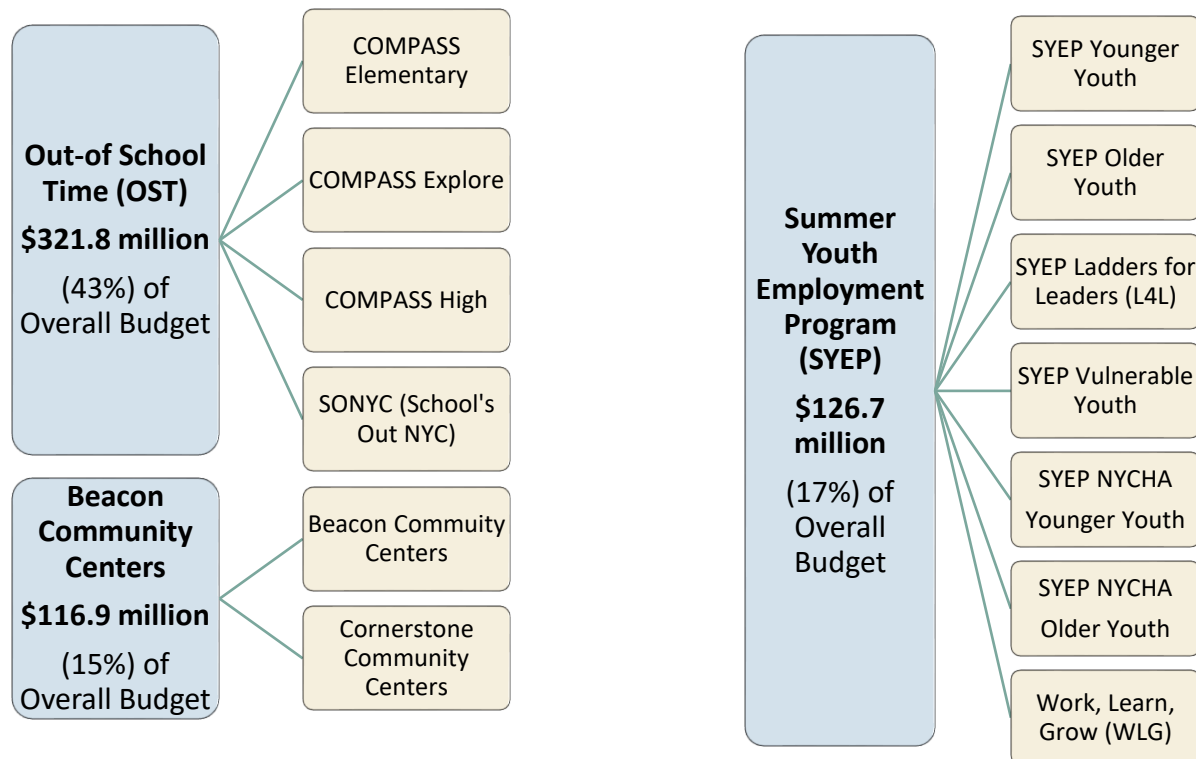 Out-of School
Time (OST)
$321.8 million
(43%) of
Overall Budget
COMPASS
Elementary
COMPASS Explore
COMPASS High
SONYC (School's
Out NYC)
Beacon
Community
Centers
$116.9 million
(15%) of
Overall Budget
Beacon Commuity
Centers
Cornerstone
Community
Centers
Summer
Youth
Employment
Program
(SYEP)
$126.7
million
(17%) of
Overall
Budget
SYEP Younger
Youth
SYEP Older
Youth
SYEP Ladders for
Leaders (L4L)
SYEP Vulnerable
Youth
SYEP NYCHA
Younger Youth
SYEP NYCHA
Older Youth
Work, Learn,
Grow (WLG)